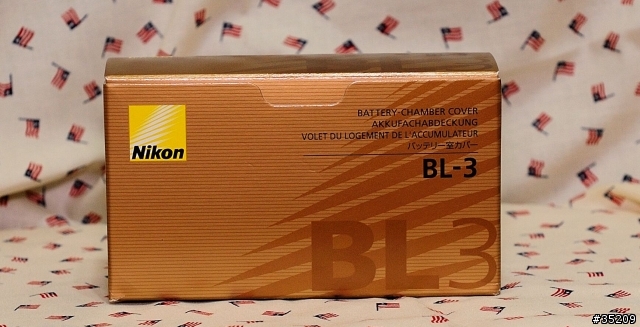 Nikon
BATTERY-CHAMBER COVER
AKKUFACHABDECKUNG
VOLET DU LOGEMENT DE L'ACCUMULATEUR
バッテリー室カバー
BL-3
BL3
#35209